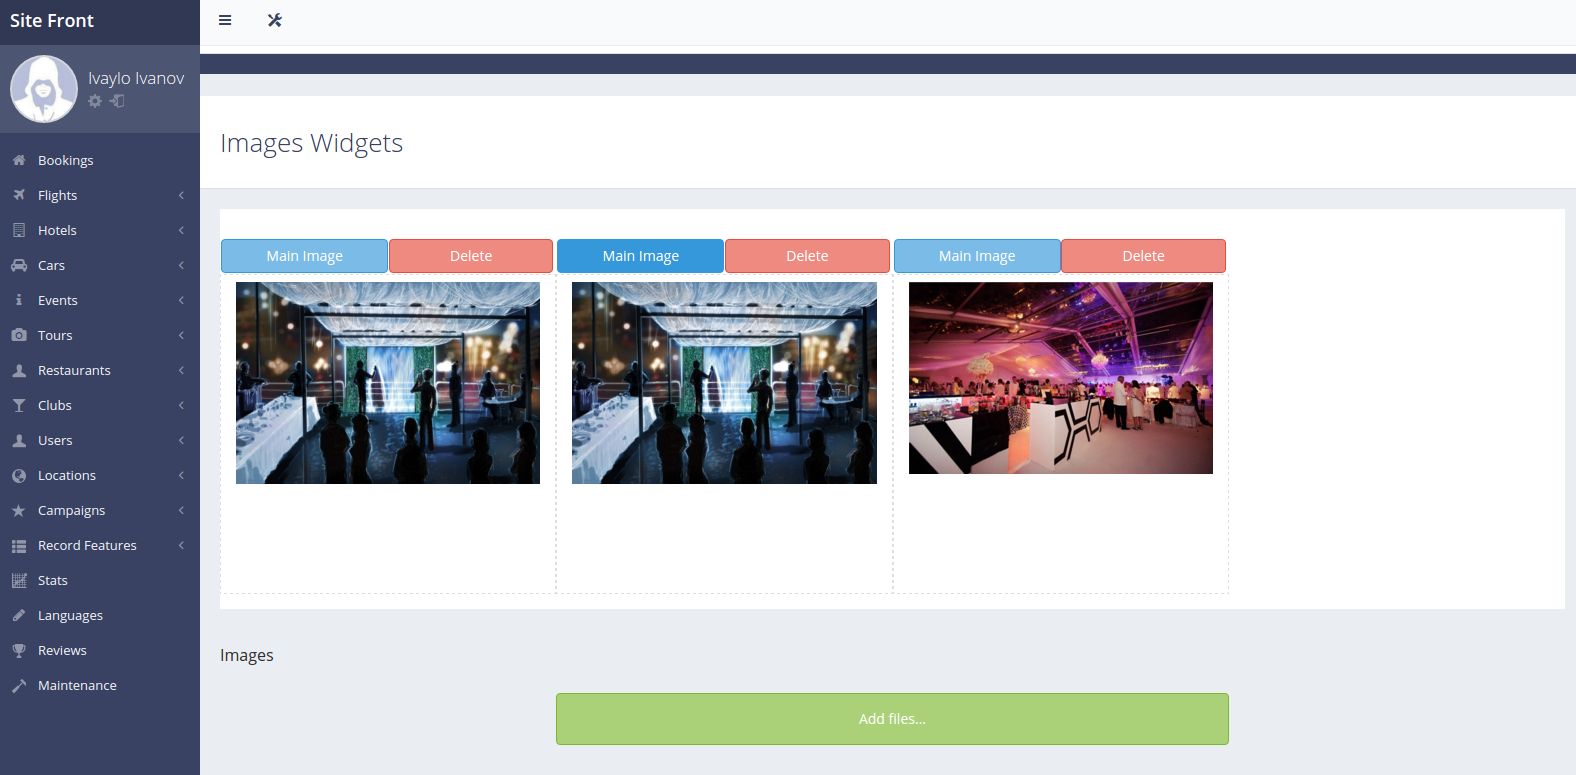 Site Front
Ivaylo Ivanov
Bookings
Flights
Hotels
Cars
Events
Tours
Restaurants
Clubs
Users
Locations
Campaigns
Record Features
Stats
Languages
Reviews
Maintenance
Images Widgets
Main Image Delete Main Image Delete Main Image Delete
Images
Add files...